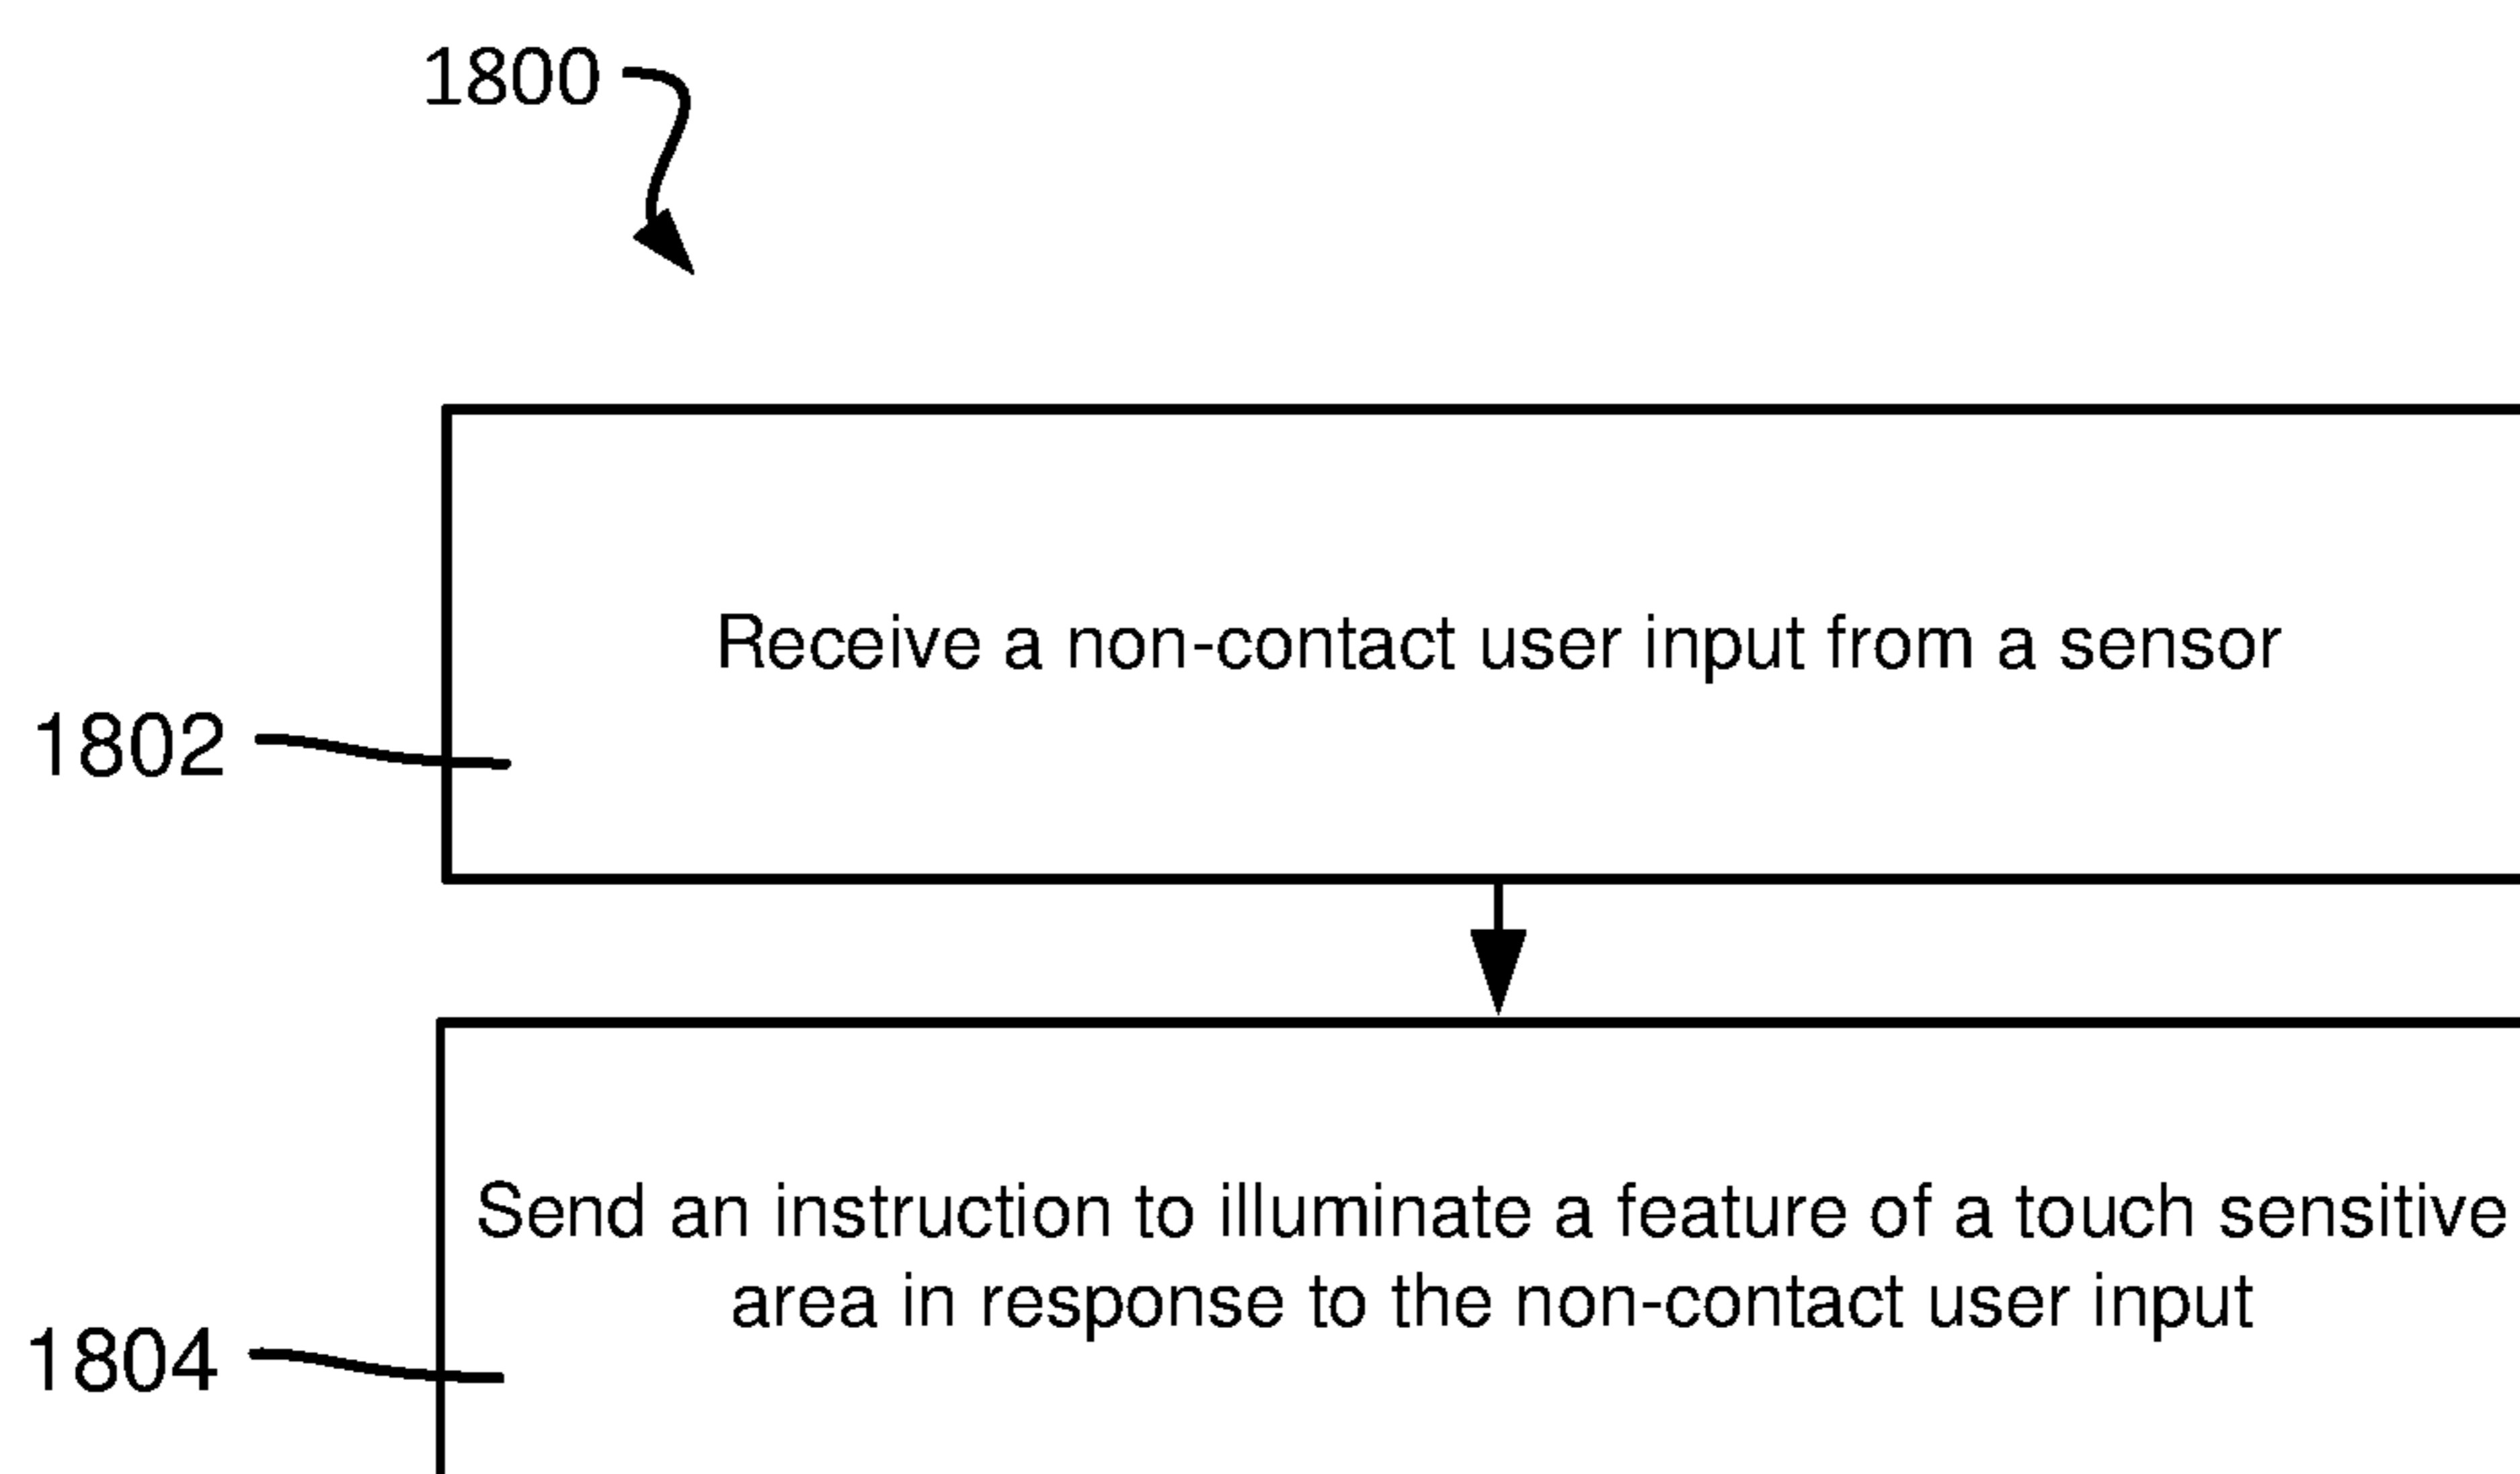 1800
Receive a non-contact user input from a sensor
1802
Send an instruction to illuminate a feature of a touch sensitive
area in response to the non-contact user input
1804